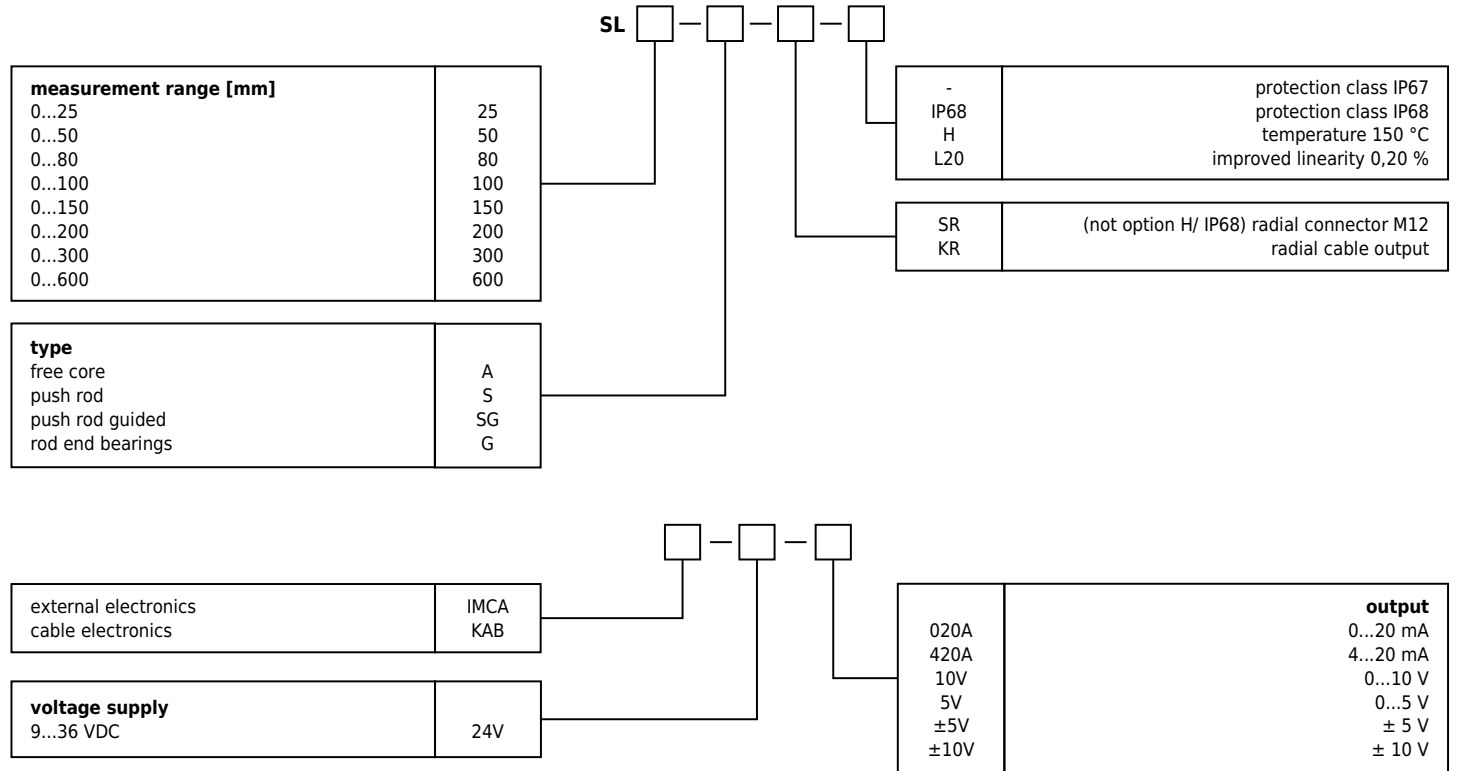 SL — — —
measurement range [mm]
0...25 25
0...50 50
0...80 80
0...100 100
0...150 150
0...200 200
0...300 300
0...600 600
type
free core A
push rod S
push rod guided SG
rod end bearings G
- protection class IP67
IP68 protection class IP68
H temperature 150 °C
L20 improved linearity 0,20 %
SR (not option H/ IP68) radial connector M12
KR radial cable output
— —
external electronics IMCA
cable electronics KAB
voltage supply
9...36 VDC 24V
output
020A 0...20 mA
420A 4...20 mA
10V 0...10 V
5V 0...5 V
±5V ± 5 V
±10V ± 10 V